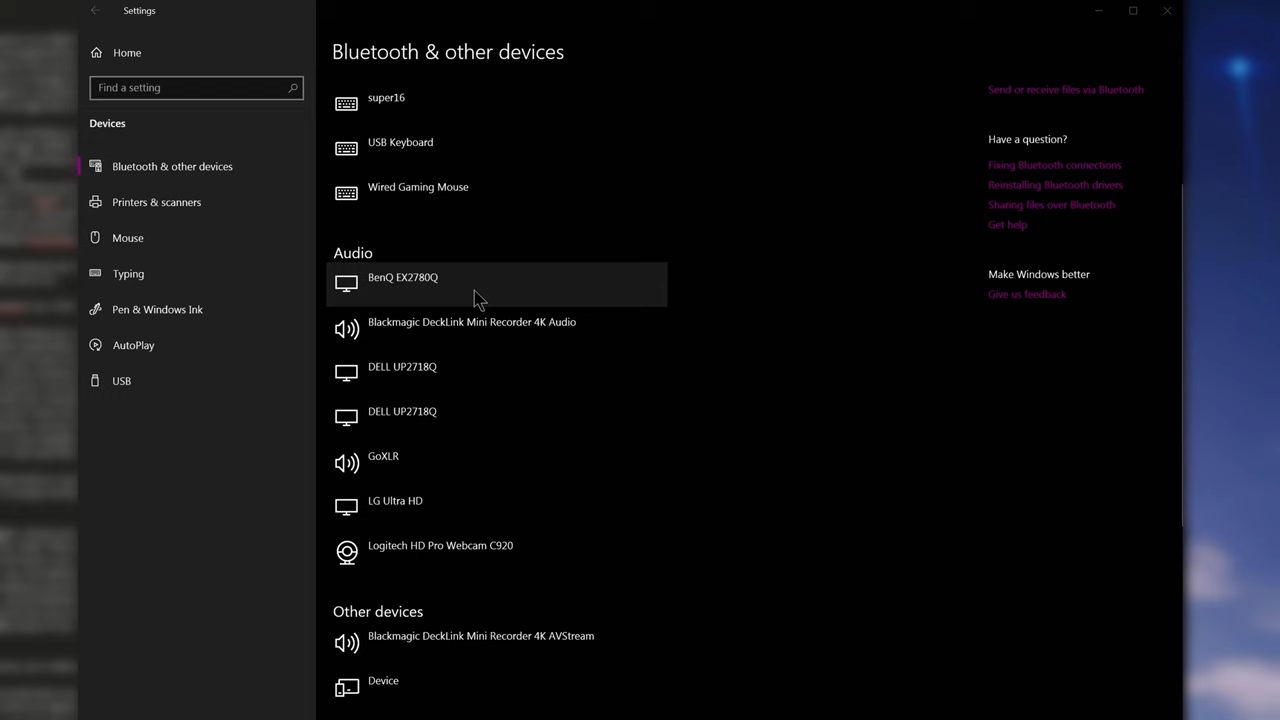 Settings
Home
Find a setting
Devices
Bluetooth & other devices
Printers & scanners
Mouse
Typing
Pen & Windows Ink
AutoPlay
USB
Bluetooth & other devices
super16
USB Keyboard
Wired Gaming Mouse
Audio
BenQ EX2780Q
Blackmagic DeckLink Mini Recorder 4K Audio
DELL UP2718Q
DELL UP2718Q
GoXLR
LG Ultra HD
Logitech HD Pro Webcam C920
Other devices
Blackmagic DeckLink Mini Recorder 4K AVStream
Device
Send or receive files via Bluetooth
Have a question?
Fixing Bluetooth connections
Reinstalling Bluetooth drivers
Sharing files over Bluetooth
Get help
Make Windows better
Give us feedback